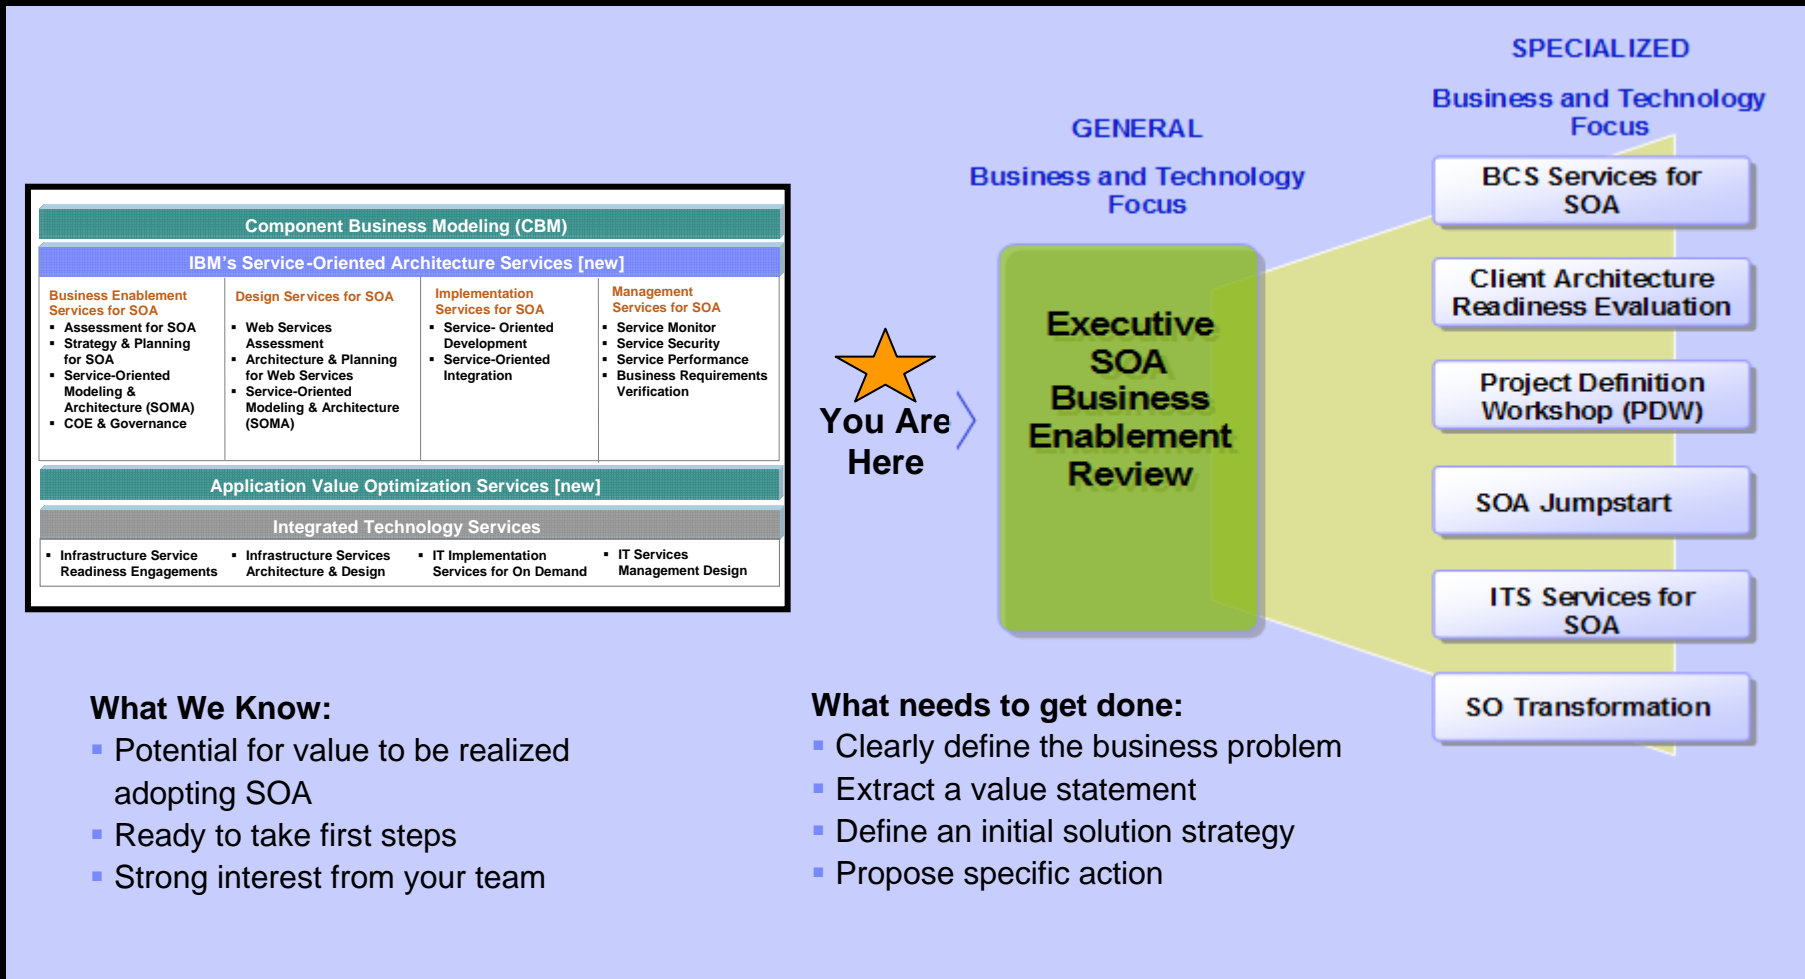 SPECIALIZED
Business and Technology
Focus
GENERAL
Business and Technology
Focus
Component Business Modeling (CBM)
IBM's Service-Oriented Architecture Services [new]
Business Enablement
Services for SOA
▪ Assessment for SOA
▪ Strategy & Planning
for SOA
▪ Service-Oriented
Modeling &
Architecture (SOMA)
▪ COE & Governance
Design Services for SOA
▪ Web Services
Assessment
▪ Architecture & Planning
for Web Services
▪ Service-Oriented
Modeling & Architecture
(SOMA)
Implementation
Services for SOA
▪ Service- Oriented
Development
▪ Service-Oriented
Integration
Management
Services for SOA
▪ Service Monitor
▪ Service Security
▪ Service Performance
▪ Business Requirements
Verification
Application Value Optimization Services [new]
Integrated Technology Services
▪ Infrastructure Service
Readiness Engagements
▪ Infrastructure Services
Architecture & Design
▪ IT Implementation
Services for On Demand
▪ IT Services
Management Design
You Are
Here
Executive
SOA
Business
Enablement
Review
BCS Services for
SOA
Client Architecture
Readiness Evaluation
Project Definition
Workshop (PDW)
SOA Jumpstart
ITS Services for
SOA
SO Transformation
What We Know:
▪ Potential for value to be realized
adopting SOA
▪ Ready to take first steps
▪ Strong interest from your team
What needs to get done:
▪ Clearly define the business problem
▪ Extract a value statement
▪ Define an initial solution strategy
▪ Propose specific action